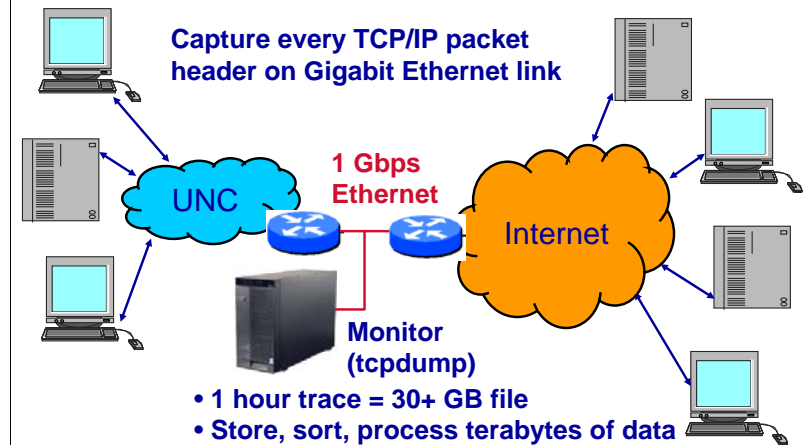 Capture every TCP/IP packet
header on Gigabit Ethernet link
1 Gbps
Ethernet
UNC
Internet
Monitor
(tcpdump)
• 1 hour trace = 30+ GB file
• Store, sort, process terabytes of data